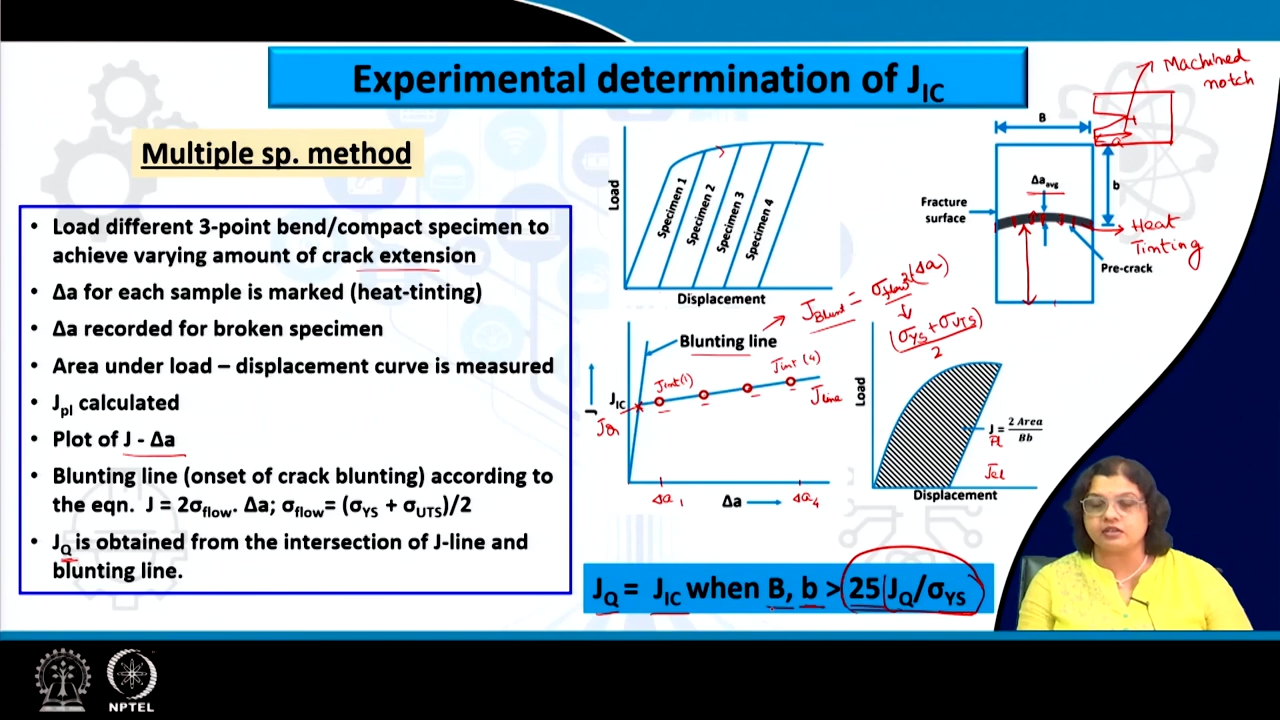 Experimental determination of J_IC
Multiple sp. method
• Load different 3-point bend/compact specimen to
achieve varying amount of crack extension
• Δa for each sample is marked (heat-tinting)
• Δa recorded for broken specimen
• Area under load – displacement curve is measured
• J_pl calculated
• Plot of J - Δa
• Blunting line (onset of crack blunting) according to
the eqn. J = 2σ_flow. Δa; σ_flow= (σ_YS + σ_UTS)/2
• J_Q is obtained from the intersection of J-line and
blunting line.
Load
Specimen 1
Specimen 2
Specimen 3
Specimen 4
Displacement
Machined
notch
a
B
b
Δa_avg
Fracture
surface
Heat
Tinting
Pre-crack
Blunting line
J_Blunt = σ_flow 2(Δa)
(σ_YS + σ_UTS)
2
J
J_IC
J_Q
J_int(1)
J_int(4)
J_line
Δa_1
Δa
Δa_4
Load
J = 2 Area
Bb
Pl
J_el
Displacement
J_Q = J_IC when B, b > 25 J_Q/σ_YS
NPTEL